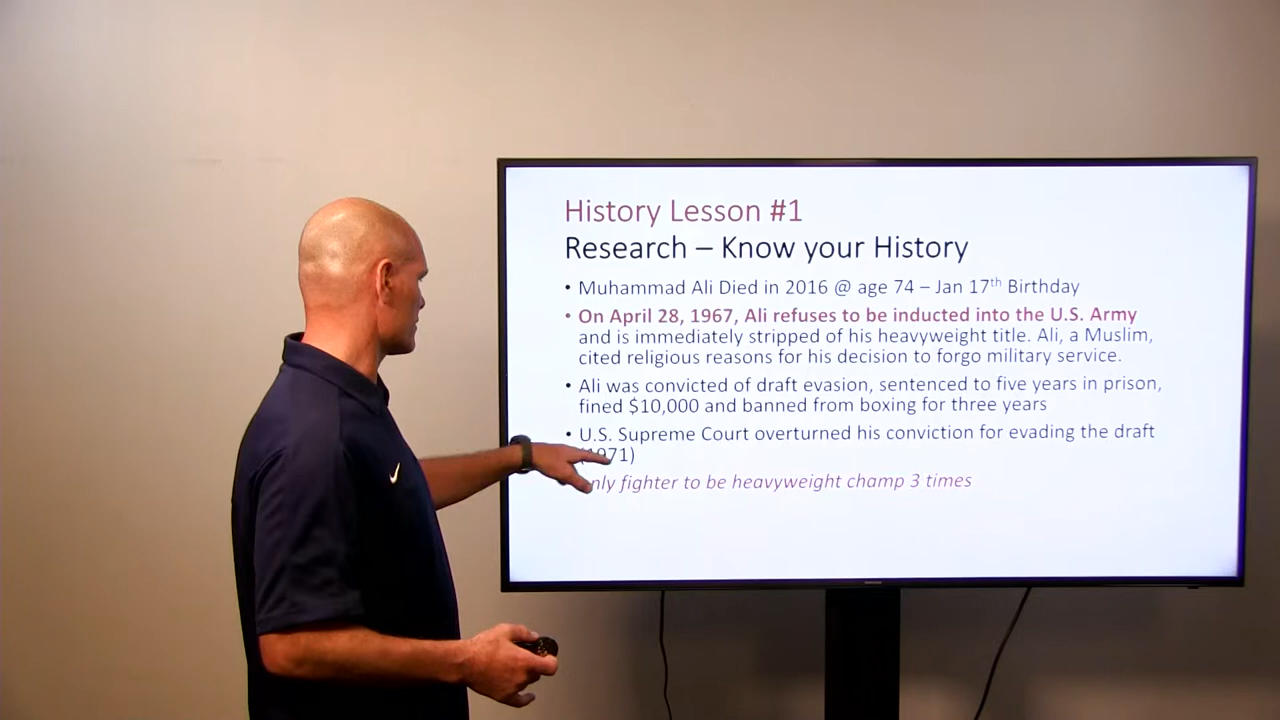 History Lesson #1
Research – Know your History
• Muhammad Ali Died in 2016 @ age 74 – Jan 17th Birthday
• On April 28, 1967, Ali refuses to be inducted into the U.S. Army
and is immediately stripped of his heavyweight title. Ali, a Muslim,
cited religious reasons for his decision to forgo military service.
• Ali was convicted of draft evasion, sentenced to five years in prison,
fined $10,000 and banned from boxing for three years
• U.S. Supreme Court overturned his conviction for evading the draft
(1971)
fighter to be heavyweight champ 3 times